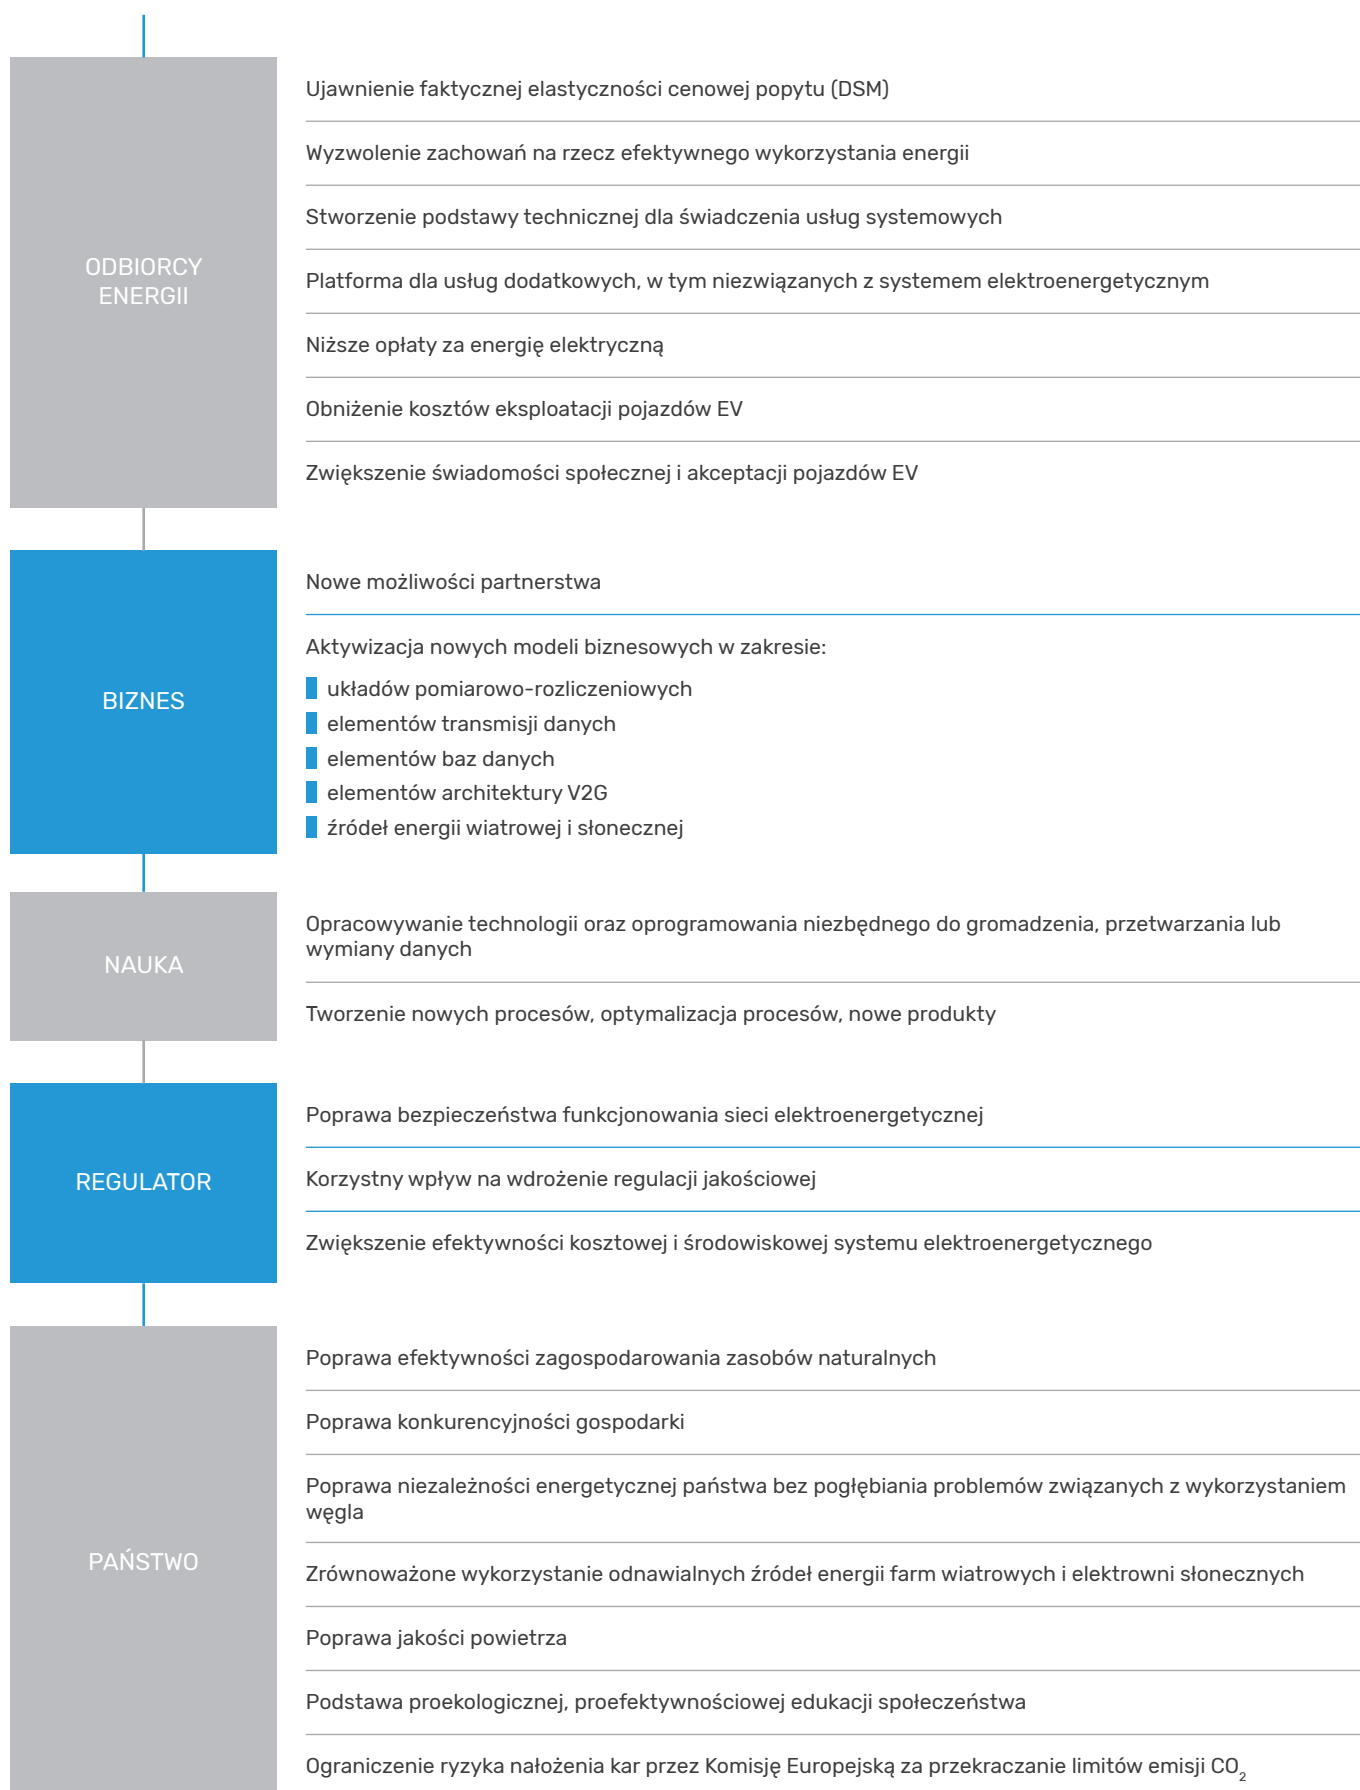 ODBIORCY
ENERGII
Ujawnienie faktycznej elastyczności cenowej popytu (DSM)
Wyzwolenie zachowań na rzecz efektywnego wykorzystania energii
Stworzenie podstawy technicznej dla świadczenia usług systemowych
Platforma dla usług dodatkowych, w tym niezwiązanych z systemem elektroenergetycznym
Niższe opłaty za energię elektryczną
Obniżenie kosztów eksploatacji pojazdów EV
Zwiększenie świadomości społecznej i akceptacji pojazdów EV
BIZNES
Nowe możliwości partnerstwa
Aktywizacja nowych modeli biznesowych w zakresie:
układów pomiarowo-rozliczeniowych
elementów transmisji danych
elementów baz danych
elementów architektury V2G
źródeł energii wiatrowej i słonecznej
NAUKA
Opracowywanie technologii oraz oprogramowania niezbędnego do gromadzenia, przetwarzania lub
wymiany danych
Tworzenie nowych procesów, optymalizacja procesów, nowe produkty
REGULATOR
Poprawa bezpieczeństwa funkcjonowania sieci elektroenergetycznej
Korzystny wpływ na wdrożenie regulacji jakościowej
Zwiększenie efektywności kosztowej i środowiskowej systemu elektroenergetycznego
PAŃSTWO
Poprawa efektywności zagospodarowania zasobów naturalnych
Poprawa konkurencyjności gospodarki
Poprawa niezależności energetycznej państwa bez pogłębiania problemów związanych z wykorzystaniem
węgla
Zrównoważone wykorzystanie odnawialnych źródeł energii farm wiatrowych i elektrowni słonecznych
Poprawa jakości powietrza
Podstawa proekologicznej, proefektywnościowej edukacji społeczeństwa
Ograniczenie ryzyka nałożenia kar przez Komisję Europejską za przekraczanie limitów emisji CO₂